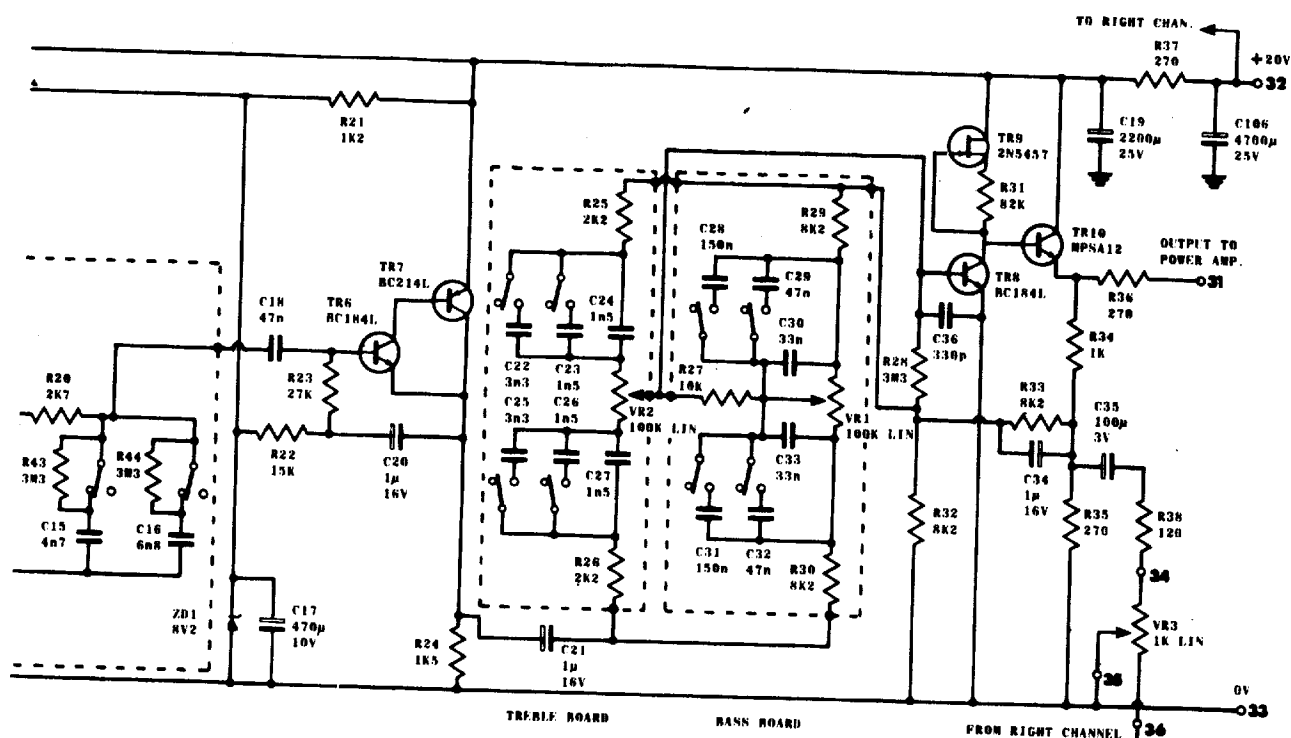 TO RIGHT CHAN.
R37
270
+20V
32
R21
1K2
C19
2200µ
25V
C106
4700µ
25V
TR9
2N5457
R31
82K
R25
2K2
R29
8K2
C28
150n
TR10
MPSA12
OUTPUT TO
POWER AMP.
31
TR7
BC214L
C29
47n
TR8
BC184L
R36
270
C18
47n
TR6
BC184L
C24
1n5
C30
33n
C36
330p
R34
1K
R28
3M3
R23
27K
C22
3m3
C23
1n5
R27
10K
R33
8K2
C35
100µ
3V
R20
2K7
C25
3n3
C26
1n5
VR2
100K LIN
VR1
100K LIN
R43
3M3
R44
3M3
R22
15K
C20
1µ
16V
C27
1n5
C33
33n
C34
1µ
16V
R32
8K2
R35
270
R38
120
C15
4n7
C16
6n8
C31
150n
C32
47n
R26
2K2
R30
8K2
34
ZD1
8V2
C17
470µ
10V
R24
1K5
C21
1µ
16V
VR3
1K LIN
35
0V
33
TREBLE BOARD
BASS BOARD
FROM RIGHT CHANNEL
36